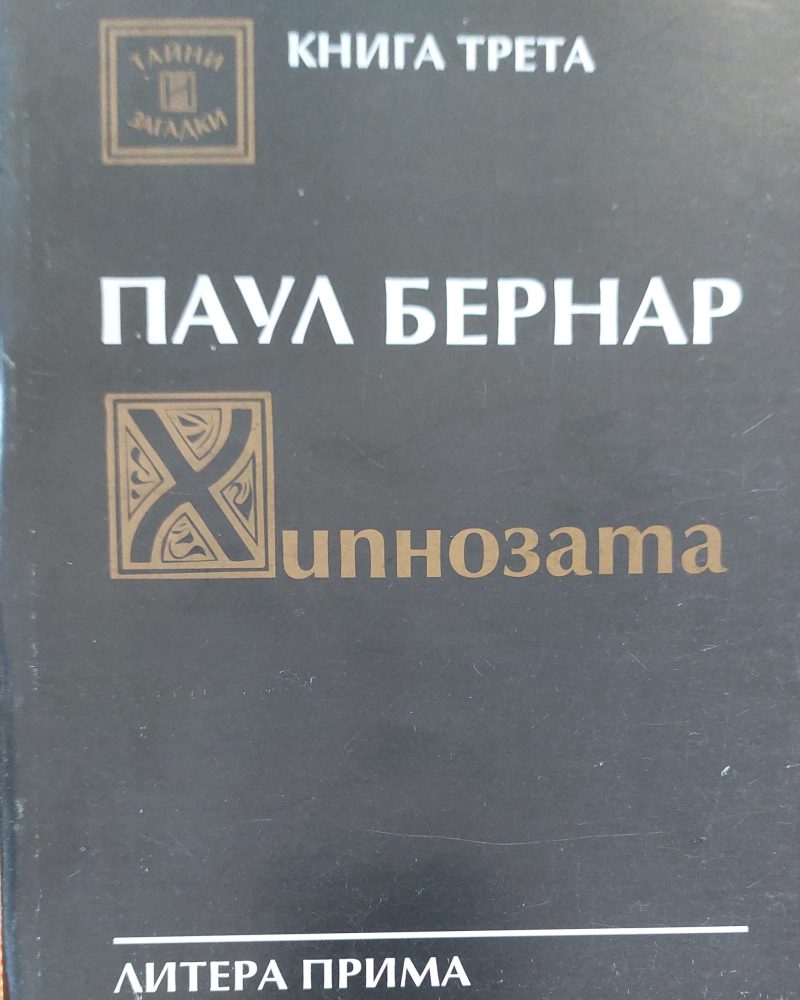 ТАЙНИ
И
ЗАГАДКИ
КНИГА ТРЕТА
ПАУЛ БЕРНАР
Хипнозата
ЛИТЕРА ПРИМА